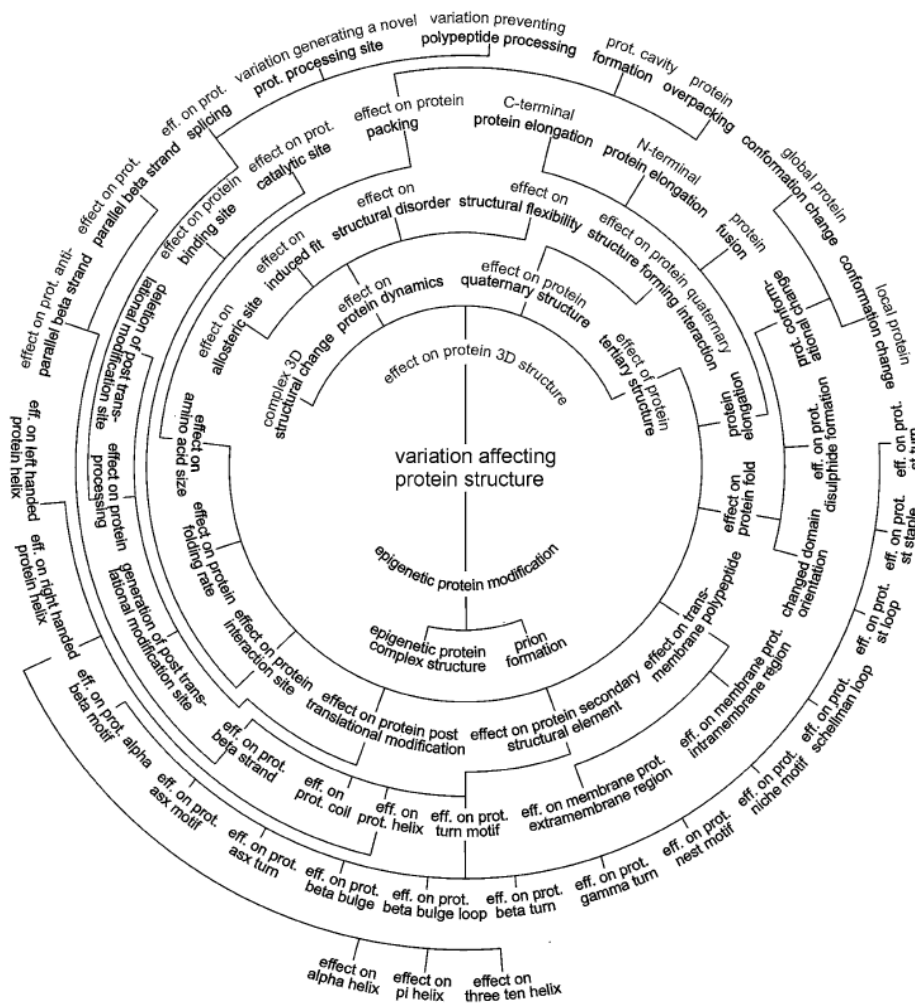 variation affecting
protein structure
effect on protein 3D structure
complex 3D
structural change
effect on
protein dynamics
effect on protein
quaternary structure
effect of protein
tertiary structure
effect on
allosteric site
effect on
induced fit
effect on
structural disorder
effect on
structural flexibility
effect on protein quaternary
structure forming interaction
protein
elongation
effect on
protein fold
effect on trans-
membrane polypeptide
effect on protein secondary
structural element
effect on protein post
translational modification
effect on protein
interaction site
effect on protein
folding rate
effect on
amino acid size
epigenetic protein modification
epigenetic protein
complex structure
prion
formation
effect on protein
binding site
effect on prot.
catalytic site
effect on protein
packing
C-terminal
protein elongation
N-terminal
protein elongation
protein
fusion
prot. conform-
ational change
eff. on prot.
disulphide formation
changed domain
orientation
eff. on membrane prot.
intramembrane region
eff. on membrane prot.
extramembrane region
eff. on prot.
turn motif
eff. on
prot. helix
eff. on
prot. coil
eff. on prot.
beta strand
generation of post trans-
lational modification site
effect on protein
processing
deletion of post trans-
lational modification site
eff. on prot.
splicing
variation generating a novel
prot. processing site
variation preventing
polypeptide processing
prot. cavity
formation
protein
overpacking
global protein
conformation change
local protein
conformation change
eff. on prot.
st turn
eff. on prot.
st staple
eff. on prot.
st loop
eff. on prot.
schellman loop
eff. on prot.
niche motif
eff. on prot.
nest motif
eff. on prot.
gamma turn
eff. on prot.
beta turn
eff. on prot.
beta bulge loop
eff. on prot.
beta bulge
eff. on prot.
asx turn
eff. on prot.
asx motif
eff. on prot. alpha
beta motif
eff. on right handed
protein helix
eff. on left handed
protein helix
effect on prot. anti-
parallel beta strand
effect on prot.
parallel beta strand
effect on
alpha helix
effect on
pi helix
effect on
three ten helix